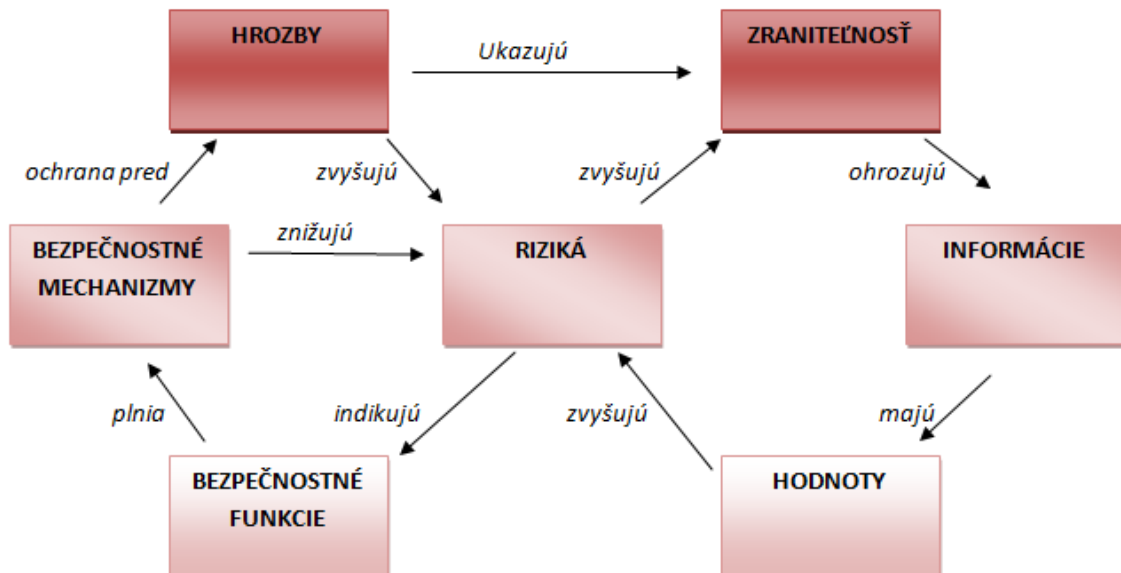 HROZBY
Ukazujú
ZRANITEĽNOSŤ
ochrana pred
zvyšujú
zvyšujú
ohrozujú
BEZPEČNOSTNÉ
MECHANIZMY
znižujú
RIZIKÁ
INFORMÁCIE
plnia
indikujú
zvyšujú
majú
BEZPEČNOSTNÉ
FUNKCIE
HODNOTY